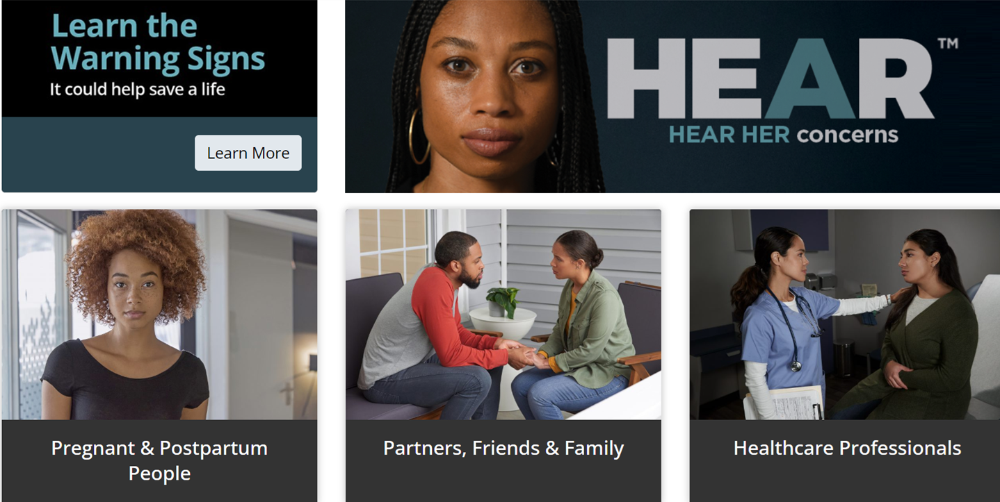 Learn the
Warning Signs
It could help save a life
Learn More
HEAR™
HEAR HER concerns
Pregnant & Postpartum
People
Partners, Friends & Family
Healthcare Professionals